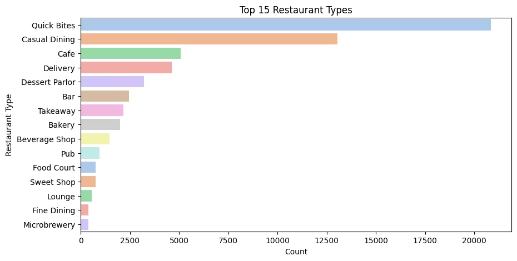 Top 15 Restaurant Types
Restaurant Type
Quick Bites
Casual Dining
Cafe
Delivery
Dessert Parlor
Bar
Takeaway
Bakery
Beverage Shop
Pub
Food Court
Sweet Shop
Lounge
Fine Dining
Microbrewery
0 2500 5000 7500 10000 12500 15000 17500 20000
Count